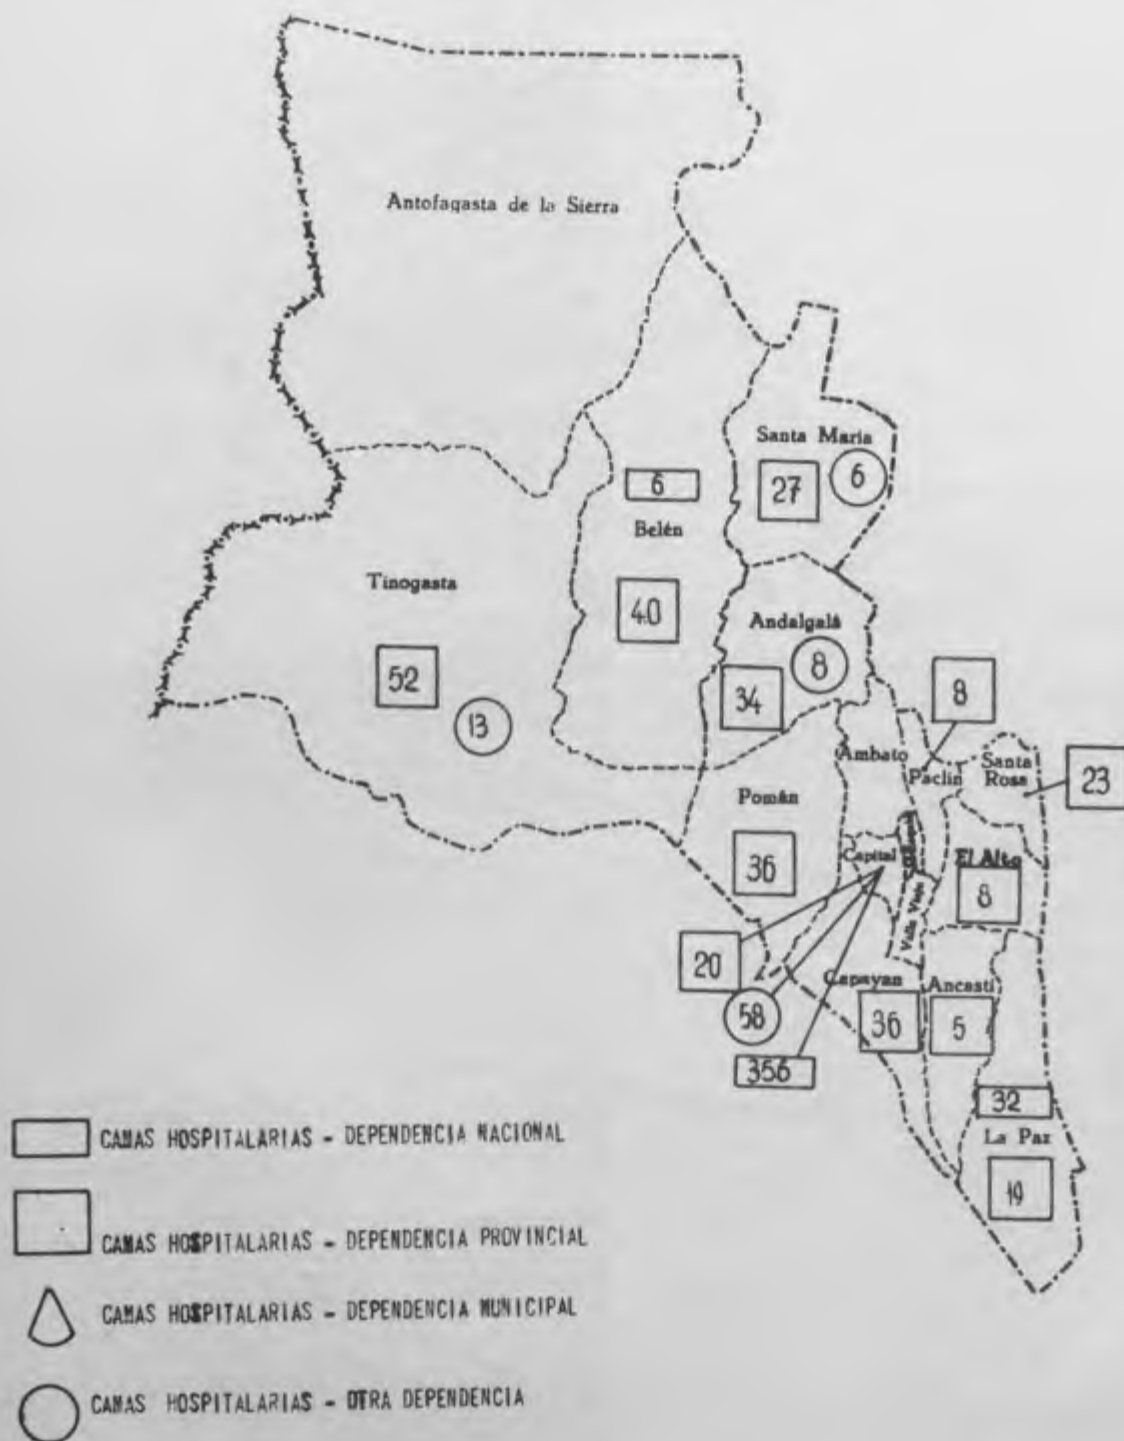 Antofagasta de la Sierra
Santa María
27
6
6
Belén
40
Tinogasta
52
13
Andalgalá
8
34
8
Ambato
Paclín
Santa
Rosa
23
Pomán
36
Capital
El Alto
8
Valle Viejo
20
58
356
Capayan
36
Ancasti
5
32
La Paz
19
CAMAS HOSPITALARIAS - DEPENDENCIA NACIONAL
CAMAS HOSPITALARIAS - DEPENDENCIA PROVINCIAL
CAMAS HOSPITALARIAS - DEPENDENCIA MUNICIPAL
CAMAS HOSPITALARIAS - OTRA DEPENDENCIA